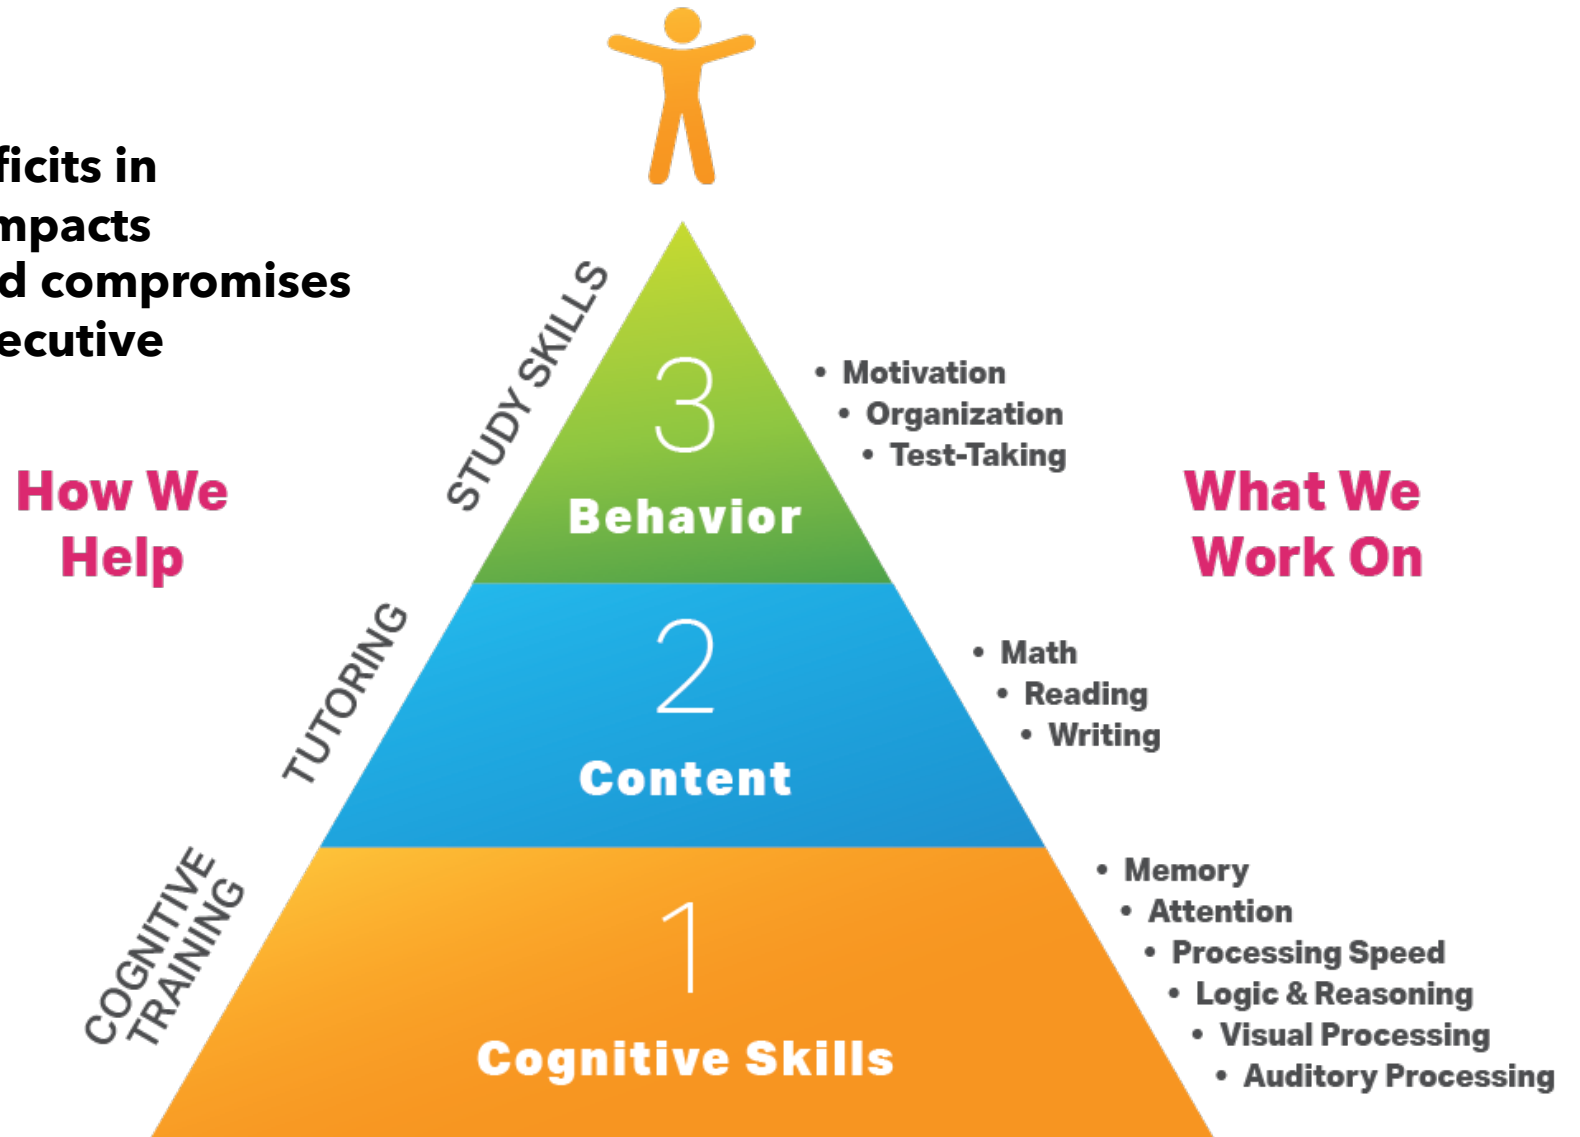 ficits in
mpacts
d compromises
ecutive
How We
Help
STUDY SKILLS
TUTORING
COGNITIVE
TRAINING
3
Behavior
2
Content
1
Cognitive Skills
• Motivation
• Organization
• Test-Taking
What We
Work On
• Math
• Reading
• Writing
• Memory
• Attention
• Processing Speed
• Logic & Reasoning
• Visual Processing
• Auditory Processing